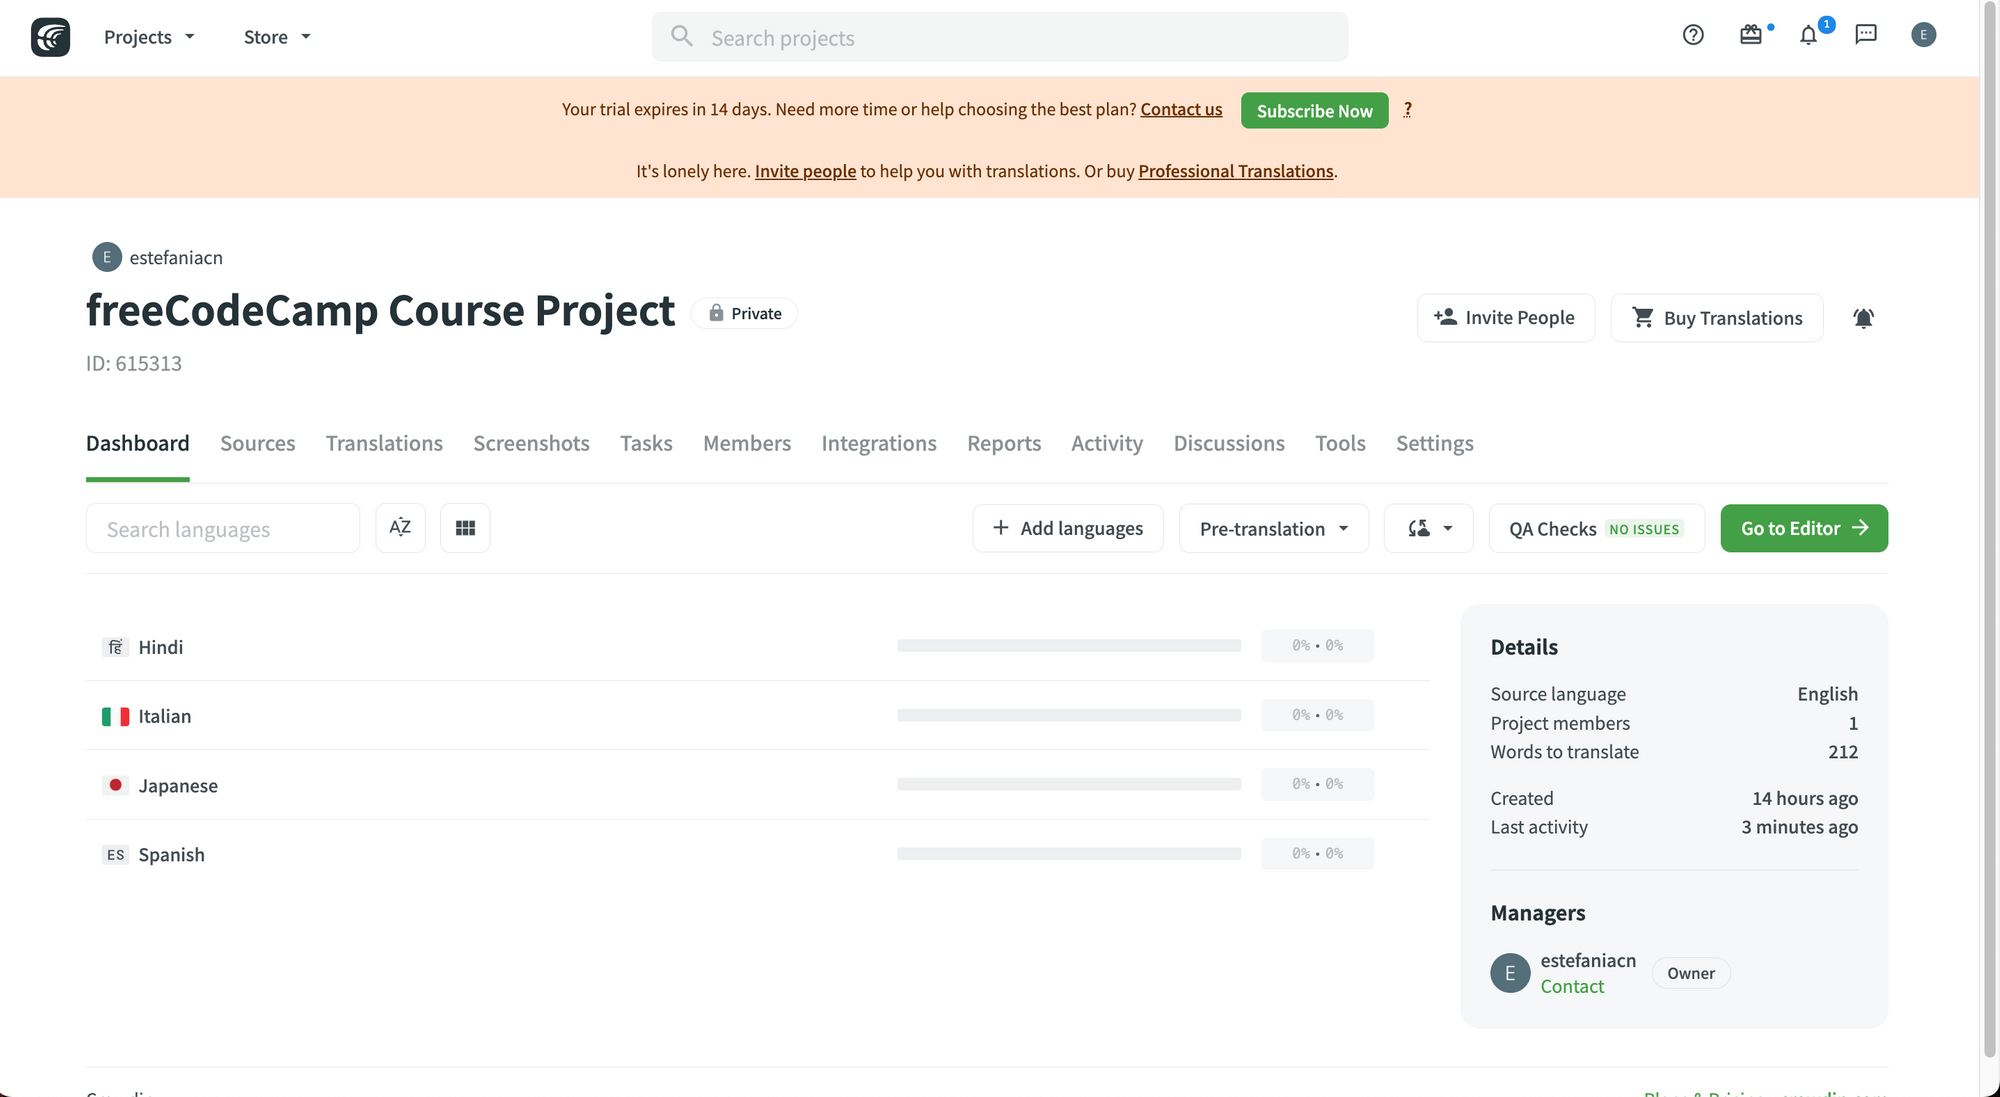 Projects
Store
Search projects
1
E
Your trial expires in 14 days. Need more time or help choosing the best plan? Contact us
Subscribe Now
?
It's lonely here. Invite people to help you with translations. Or buy Professional Translations.
E estefaniacn
freeCodeCamp Course Project
Private
ID: 615313
Invite People
Buy Translations
Dashboard Sources Translations Screenshots Tasks Members Integrations Reports Activity Discussions Tools Settings
Search languages
AZ
+ Add languages
Pre-translation
QA Checks NO ISSUES
Go to Editor →
हिं Hindi 0% • 0%
Italian 0% • 0%
Japanese 0% • 0%
ES Spanish 0% • 0%
Details
Source language English
Project members 1
Words to translate 212
Created 14 hours ago
Last activity 3 minutes ago
Managers
E estefaniacn
Contact
Owner